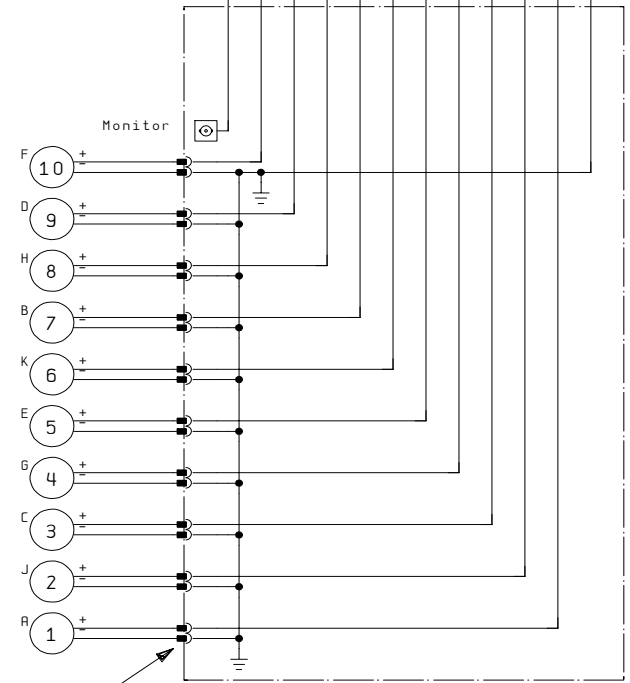 Monitor
F 10 + −
D 9 + −
H 8 + −
B 7 + −
K 6 + −
E 5 + −
G 4 + −
C 3 + −
J 2 + −
A 1 + −